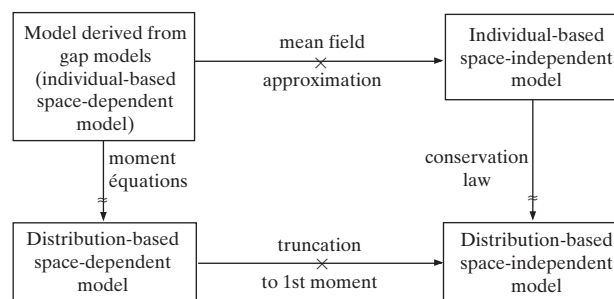 Model derived from
gap models
(individual-based
space-dependent
model)
mean field
approximation
Individual-based
space-independent
model
moment
équations
conservation
law
Distribution-based
space-dependent
model
truncation
to 1st moment
Distribution-based
space-independent
model